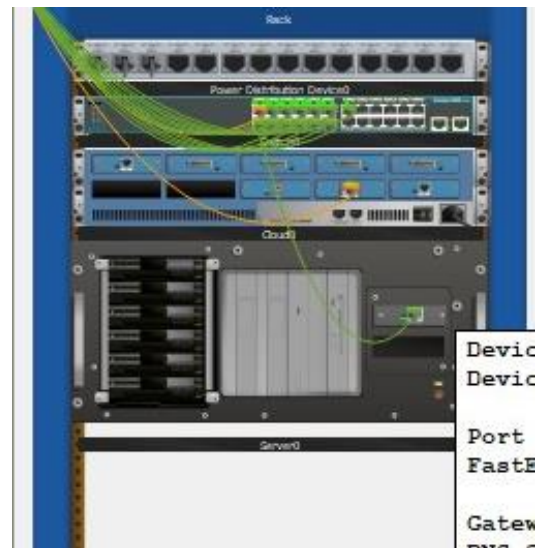 Rack
Power Distribution Device0
Cloud0
Server0
Devic
Devic
Port
FastE
Gatew